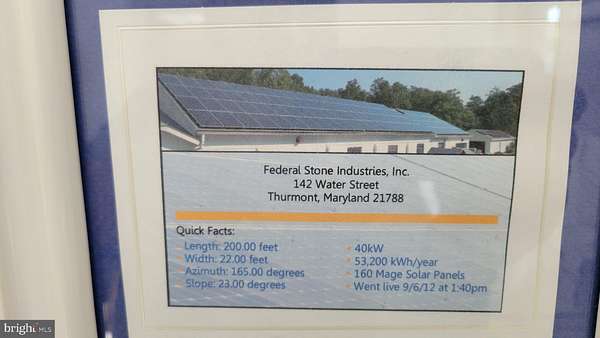 Federal Stone Industries, Inc.
142 Water Street
Thurmont, Maryland 21788
Quick Facts:
Length: 200.00 feet
Width: 22.00 feet
Azimuth: 165.00 degrees
Slope: 23.00 degrees
40kW
53,200 kWh/year
160 Mage Solar Panels
Went live 9/6/12 at 1:40pm
bright MLS